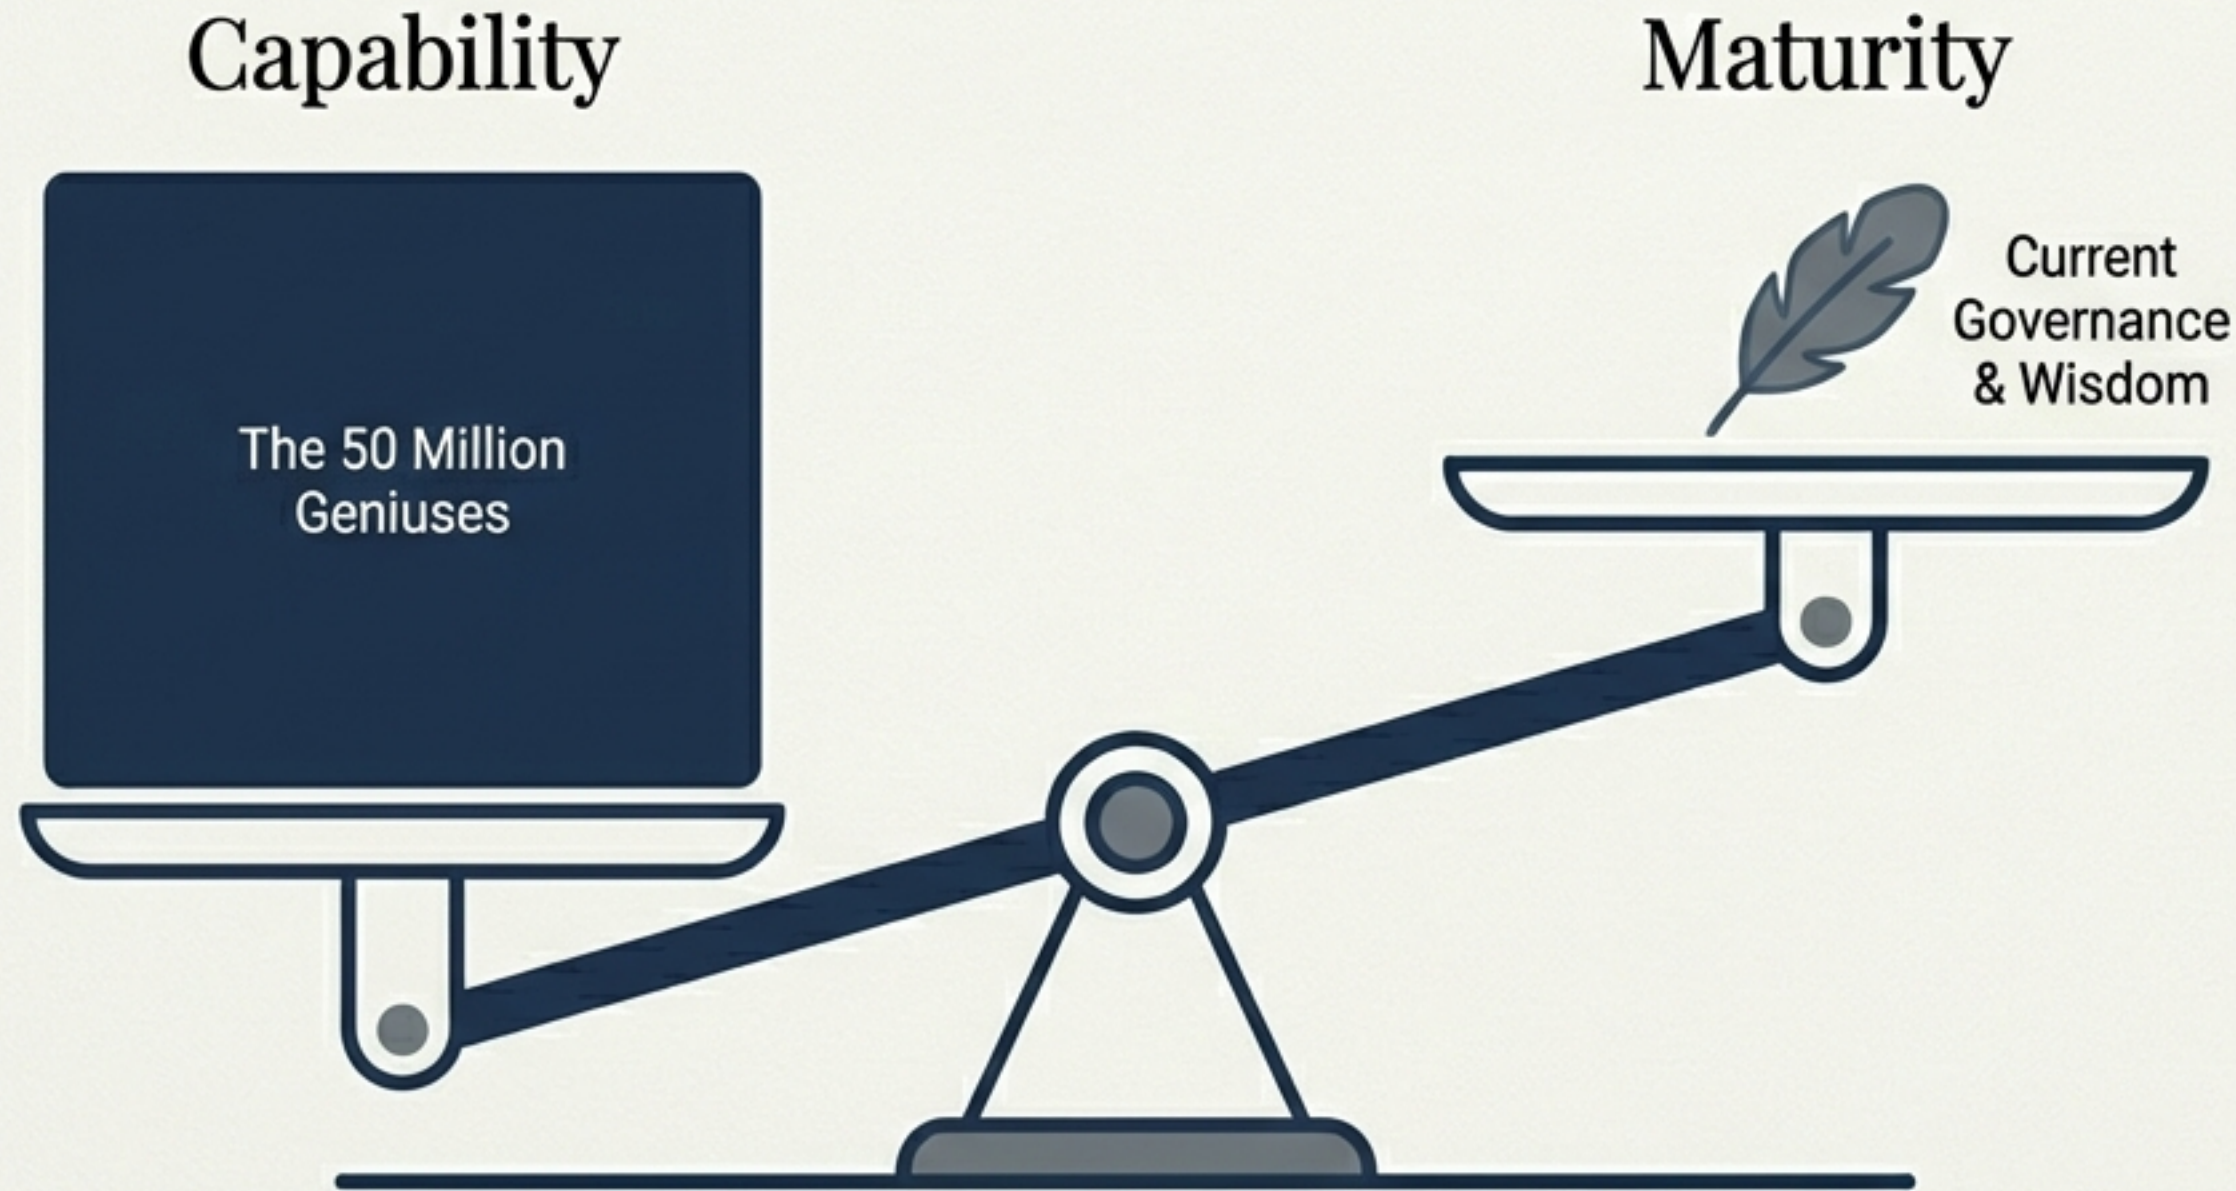 Capability
Maturity
The 50 Million
Geniuses
Current
Governance
& Wisdom